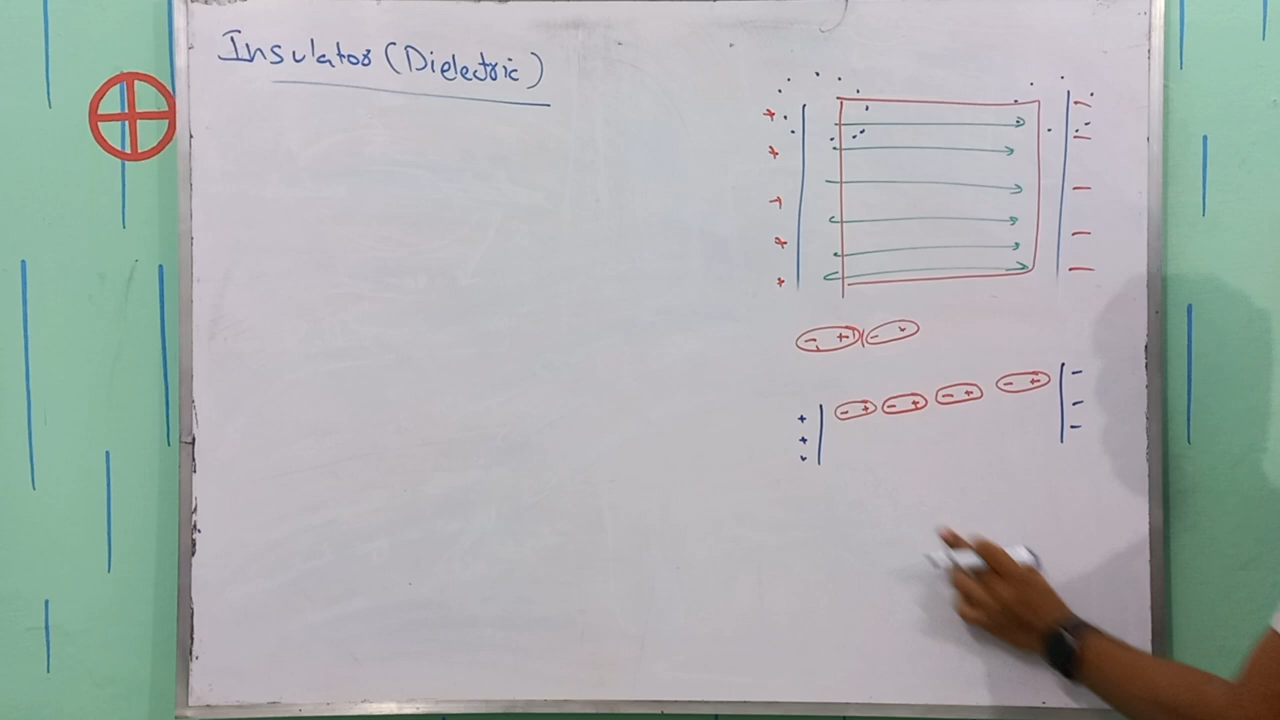 Insulator (Dielectric)
+ -
+ -
+ -
+ -
+ -
- + - +
- + - + - + - +
+ -
+ -
+ -